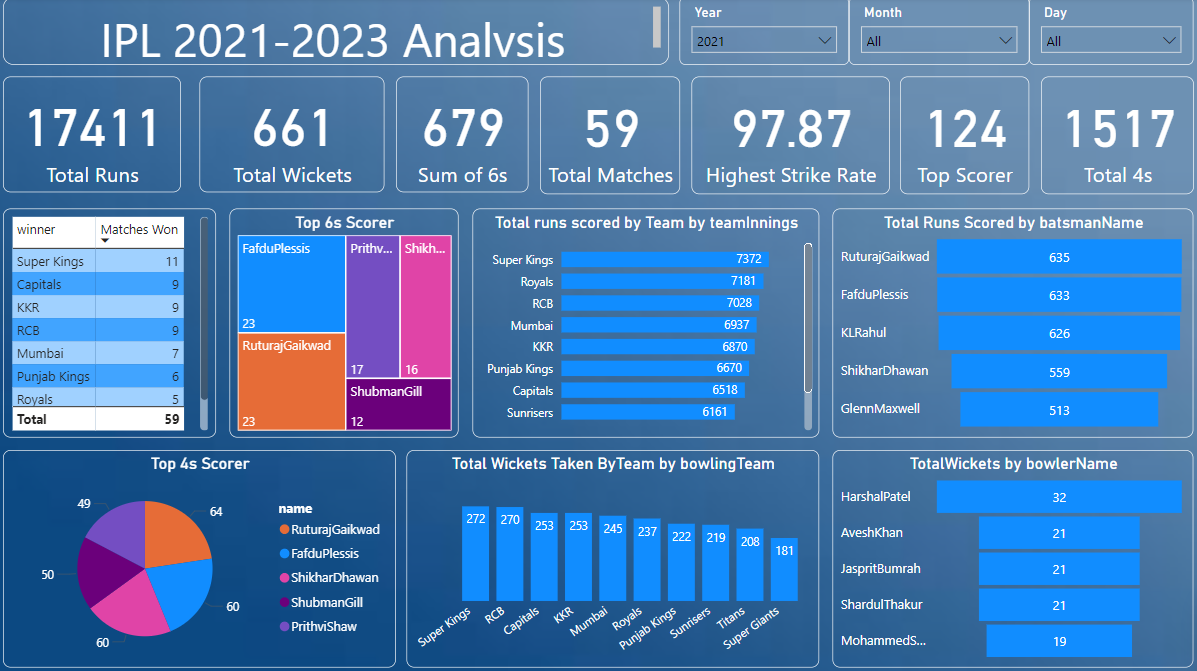 IPL 2021-2023 Analysis
Year
2021
Month
All
Day
All
17411
Total Runs
661
Total Wickets
679
Sum of 6s
59
Total Matches
97.87
Highest Strike Rate
124
Top Scorer
1517
Total 4s
winner Matches Won
Super Kings 11
Capitals 9
KKR 9
RCB 9
Mumbai 7
Punjab Kings 6
Royals 5
Total 59
Top 6s Scorer
FafduPlessis
23
RuturajGaikwad
23
Prithv...
17
Shikh...
16
ShubmanGill
12
Total runs scored by Team by teamInnings
Super Kings 7372
Royals 7181
RCB 7028
Mumbai 6937
KKR 6870
Punjab Kings 6670
Capitals 6518
Sunrisers 6161
Total Runs Scored by batsmanName
RuturajGaikwad 635
FafduPlessis 633
KLRahul 626
ShikharDhawan 559
GlennMaxwell 513
Top 4s Scorer
64
60
60
50
49
name
RuturajGaikwad
FafduPlessis
ShikharDhawan
ShubmanGill
PrithviShaw
Total Wickets Taken ByTeam by bowlingTeam
272 270 253 253 245 237 222 219 208 181
Super Kings RCB Capitals KKR Mumbai Royals Punjab Kings Sunrisers Titans Super Giants
TotalWickets by bowlerName
HarshalPatel 32
AveshKhan 21
JaspritBumrah 21
ShardulThakur 21
MohammedS... 19